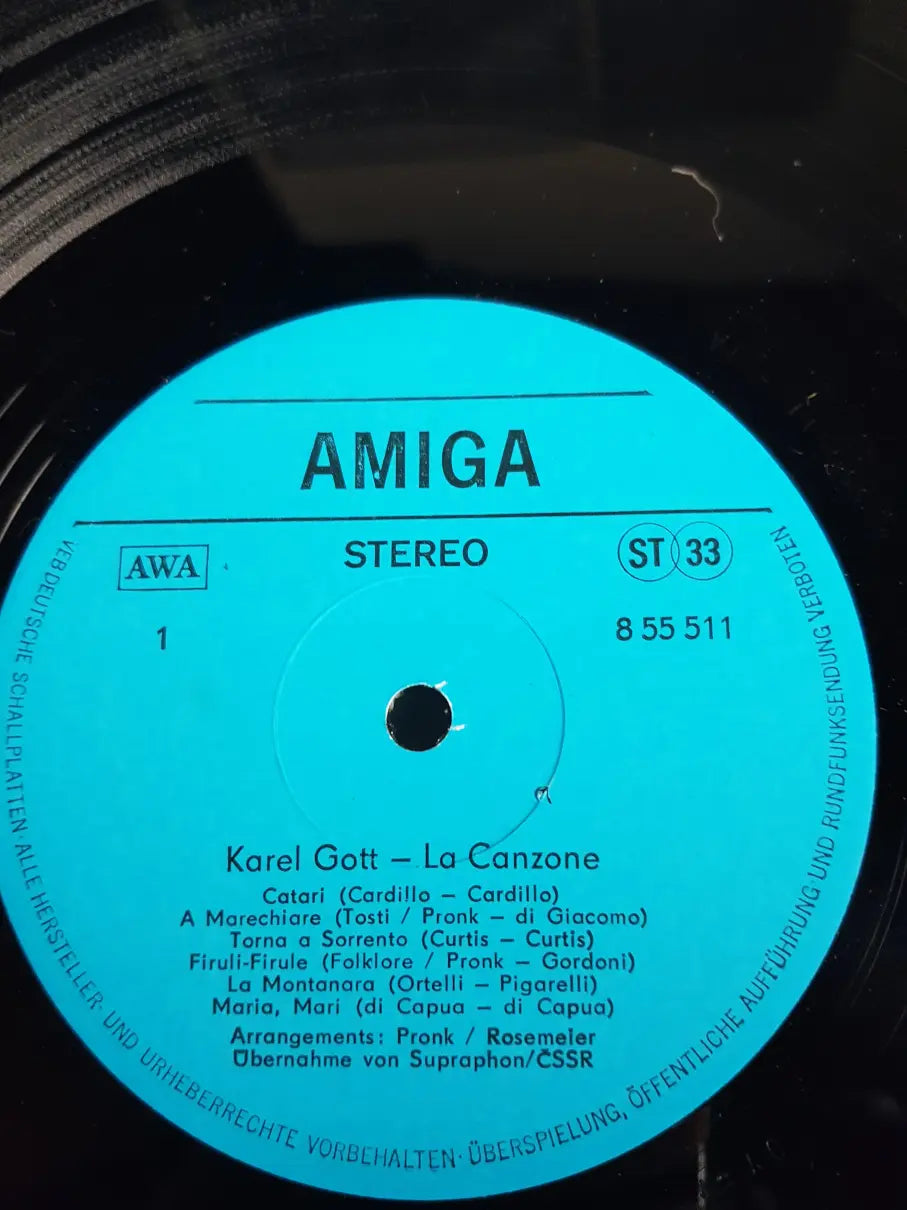 AMIGA
AWA
STEREO
ST 33
1
8 55 511
Karel Gott – La Canzone
Catari (Cardillo – Cardillo)
A Marechiare (Tosti / Pronk – di Giacomo)
Torna a Sorrento (Curtis – Curtis)
Firuli-Firule (Folklore / Pronk – Gordoni)
La Montanara (Ortelli – Pigarelli)
Maria, Mari (di Capua – di Capua)
Arrangements: Pronk / Rosemeier
Übernahme von Supraphon/ČSSR
VEB DEUTSCHE SCHALLPLATTEN · ALLE HERSTELLER- UND URHEBERRECHTE VORBEHALTEN · ÜBERSPIELUNG, ÖFFENTLICHE AUFFÜHRUNG · UND RUNDFUNKSENDUNG VERBOTEN